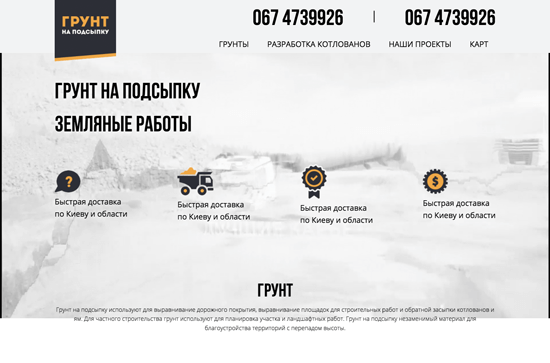 ГРУНТ
НА ПОДСЫПКУ
067 4739926 | 067 4739926
ГРУНТЫ РАЗРАБОТКА КОТЛОВАНОВ НАШИ ПРОЕКТЫ КАРТ
ГРУНТ НА ПОДСЫПКУ
ЗЕМЛЯНЫЕ РАБОТЫ
?
$
Быстрая доставка
по Киеву и области
Быстрая доставка
по Киеву и области
Быстрая доставка
по Киеву и области
Быстрая доставка
по Киеву и области
ГРУНТ
Грунт на подсыпку используют для выравнивание дорожного покрытия, выравнивание площадок для строительных работ и обратной засыпки котлованов и
ям. Для частного строительства грунт используют для планировка участка и ландшафтных работ. Грунт на подсыпку незаменимый материал для
благоустройства территорий с перепадом высоты.